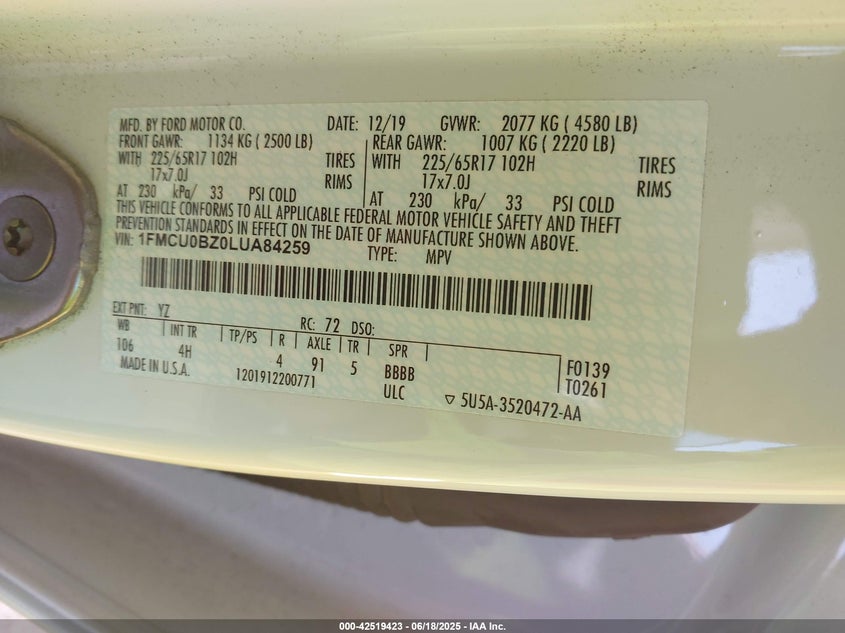 MFD. BY FORD MOTOR CO. DATE: 12/19 GVWR: 2077 KG ( 4580 LB)
FRONT GAWR: 1134 KG ( 2500 LB) REAR GAWR: 1007 KG ( 2220 LB)
WITH 225/65R17 102H TIRES WITH 225/65R17 102H TIRES
17x7.0J RIMS 17x7.0J RIMS
AT 230 kPa/ 33 PSI COLD AT 230 kPa/ 33 PSI COLD
THIS VEHICLE CONFORMS TO ALL APPLICABLE FEDERAL MOTOR VEHICLE SAFETY AND THEFT
PREVENTION STANDARDS IN EFFECT ON THE DATE OF MANUFACTURE SHOWN ABOVE.
VIN: 1FMCU0BZ0LUA84259 TYPE: MPV
EXT PNT: YZ RC: 72 DSO:
WB INT TR TP/PS R AXLE TR SPR
106 4H 4 91 5 BBBB F0139
MADE IN U.S.A. 1201912200771 ULC T0261
▽ 5U5A-3520472-AA
000-42519423 - 06/18/2025 - IAA Inc.